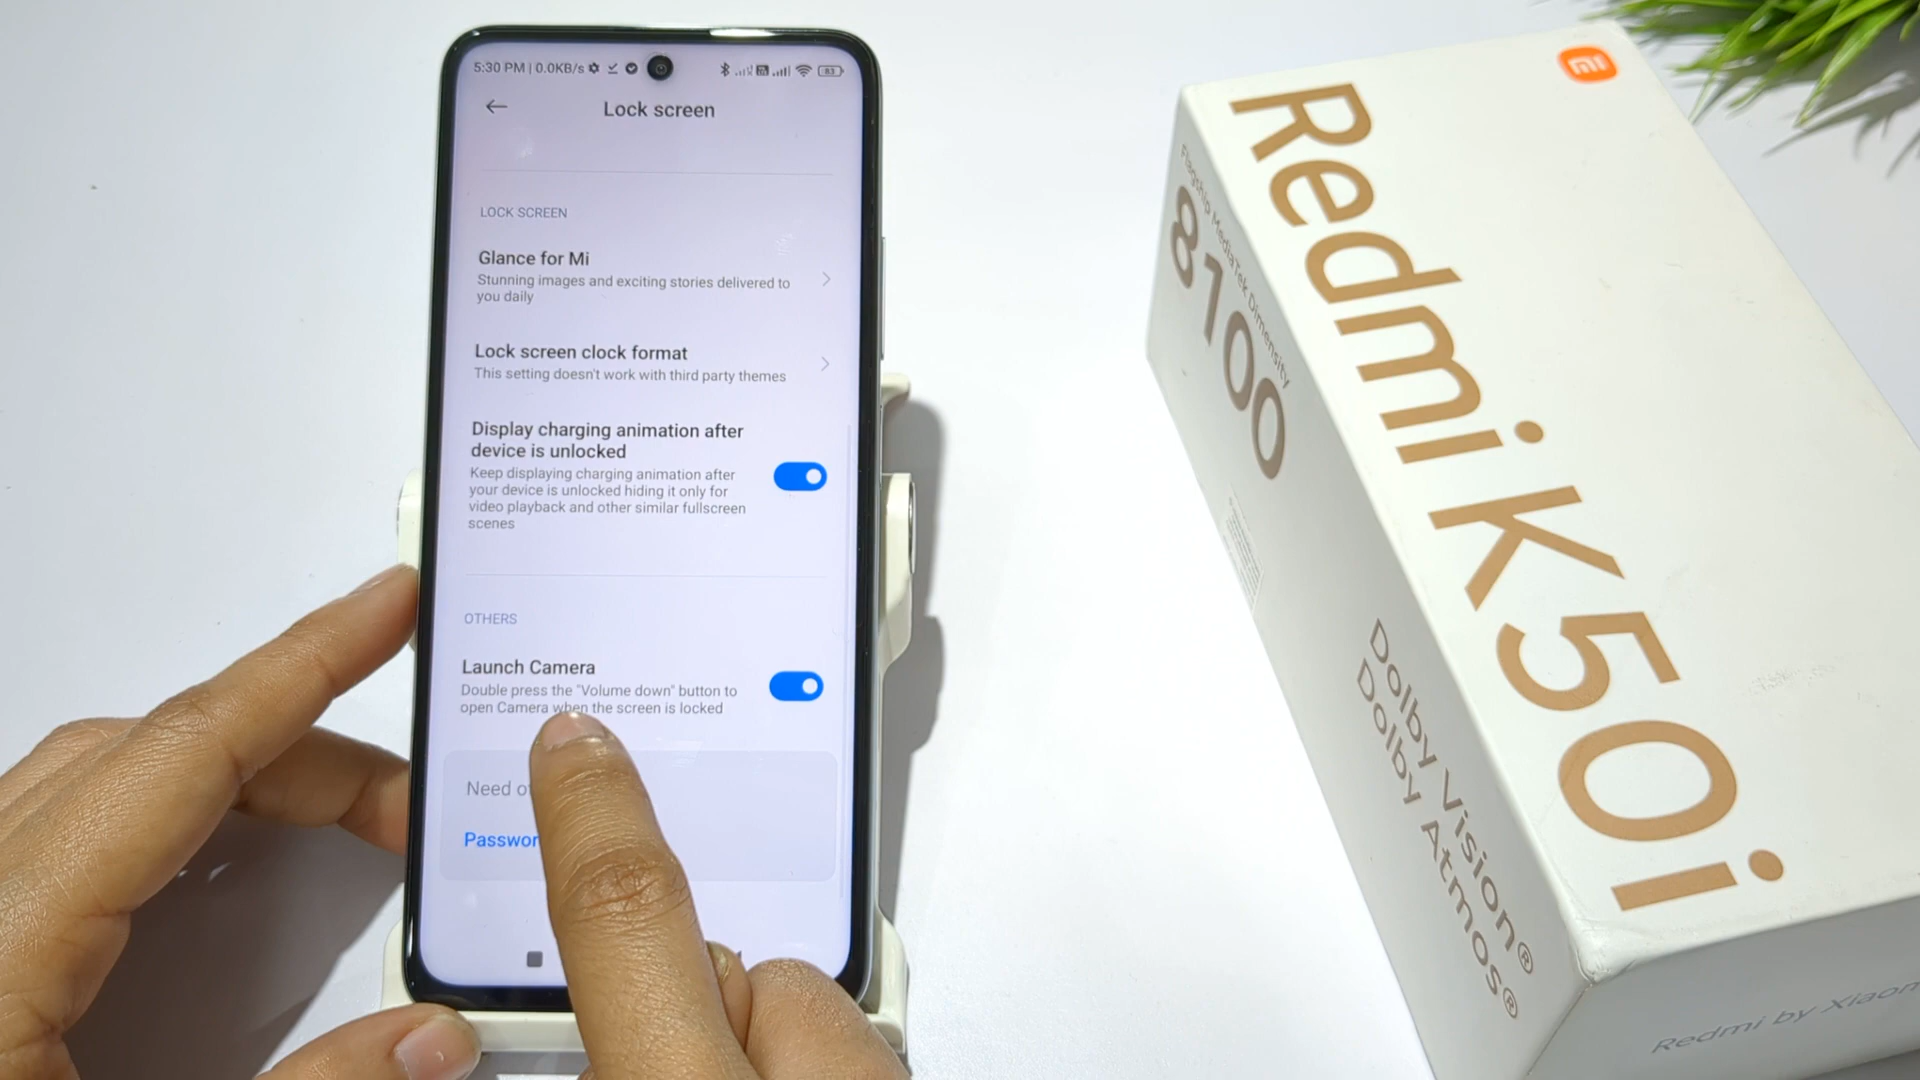 5:30 PM | 0.0KB/s
83
Lock screen
LOCK SCREEN
Glance for Mi
Stunning images and exciting stories delivered to
you daily
Lock screen clock format
This setting doesn't work with third party themes
Display charging animation after
device is unlocked
Keep displaying charging animation after
your device is unlocked hiding it only for
video playback and other similar fullscreen
scenes
OTHERS
Launch Camera
Double press the "Volume down" button to
open Camera when the screen is locked
Need
mi
Redmi K50i
Flagship MediaTek Dimensity
8100
Dolby Vision®
Dolby Atmos®
Redmi by